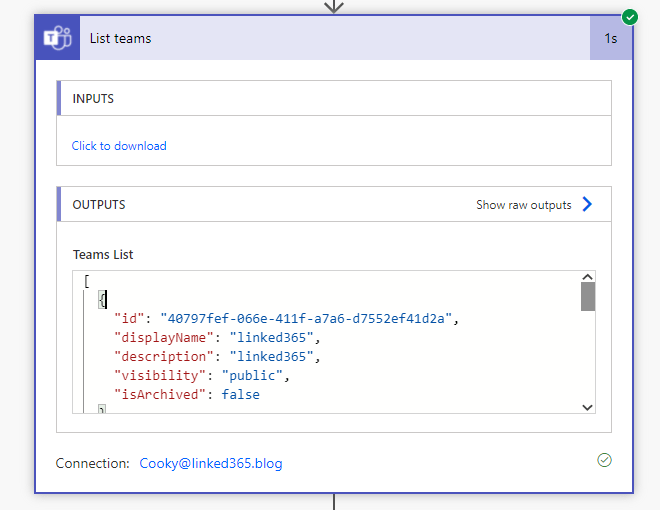 List teams 1s
INPUTS
Click to download
OUTPUTS Show raw outputs
Teams List
[
{
"id": "40797fef-066e-411f-a7a6-d7552ef41d2a",
"displayName": "linked365",
"description": "linked365",
"visibility": "public",
"isArchived": false
}
Connection: Cooky@linked365.blog